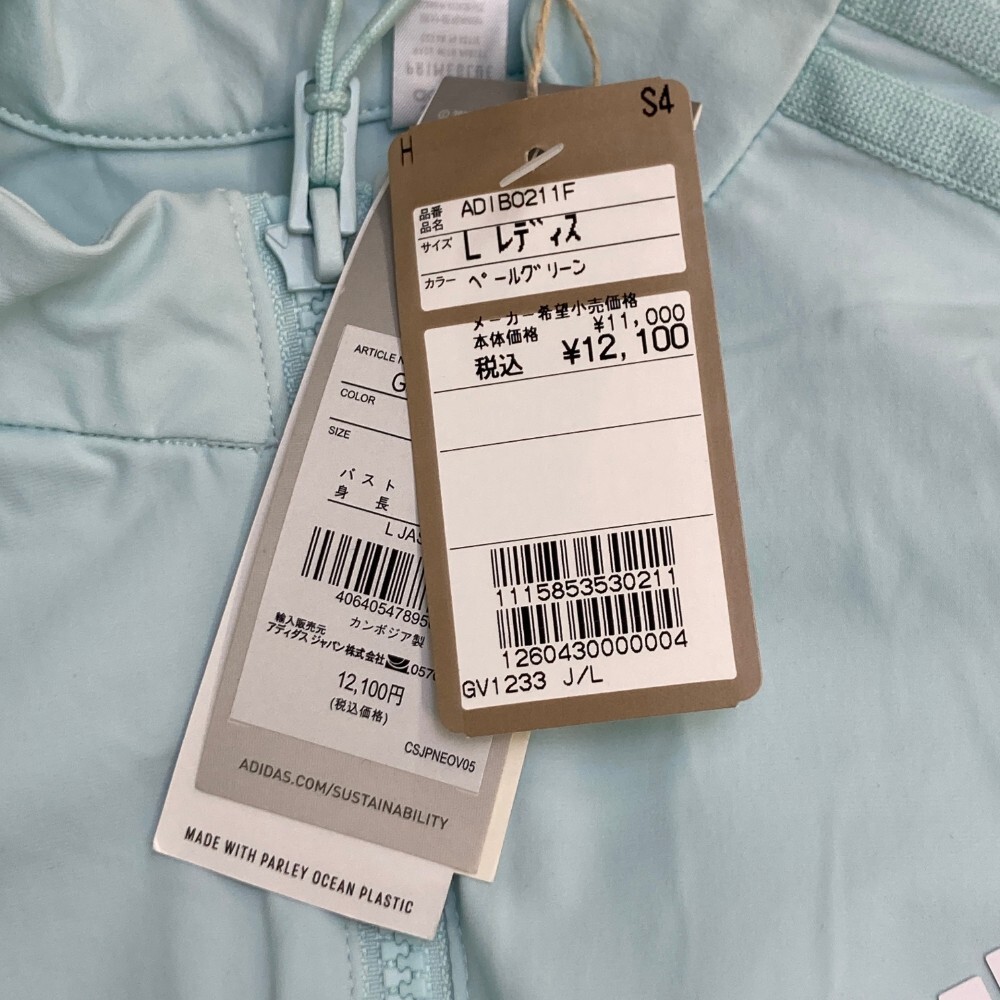 PRIMEBLUE
S4
H
品番 ADIB0211F
品名
サイズ L レディス
カラー ペールグリーン
メーカー希望小売価格
本体価格 ¥11,000
税込 ¥12,100
1115853530211
1260430000004
GV1233 J/L
ARTICLE
G
COLOR
SIZE
バスト
身長
L JAS
406405478950
カンボジア製
輸入販売元
アディダス ジャパン株式会社 0570
12,100円
(税込価格)
CSJPNEOV05
ADIDAS.COM/SUSTAINABILITY
MADE WITH PARLEY OCEAN PLASTIC